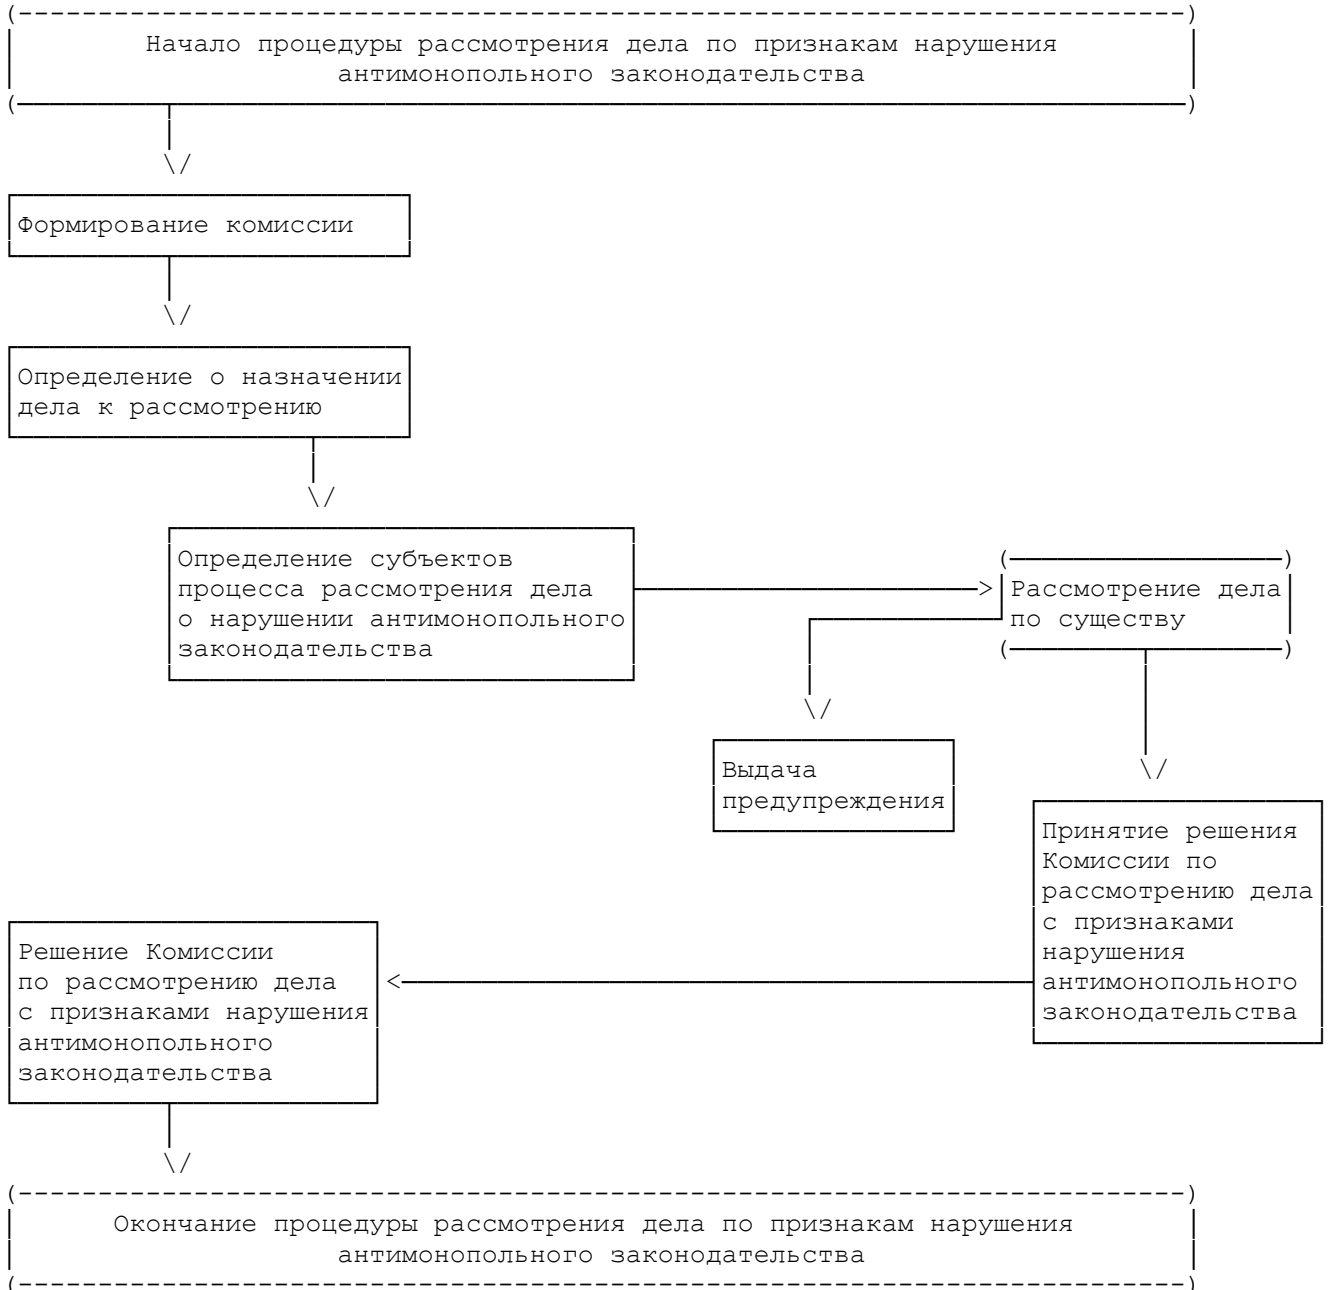 Начало процедуры рассмотрения дела по признакам нарушения
антимонопольного законодательства
Формирование комиссии
Определение о назначении
дела к рассмотрению
Определение субъектов
процесса рассмотрения дела
о нарушении антимонопольного
законодательства
Рассмотрение дела
по существу
Выдача
предупреждения
Принятие решения
Комиссии по
рассмотрению дела
с признаками
нарушения
антимонопольного
законодательства
Решение Комиссии
по рассмотрению дела
с признаками нарушения
антимонопольного
законодательства
Окончание процедуры рассмотрения дела по признакам нарушения
антимонопольного законодательства